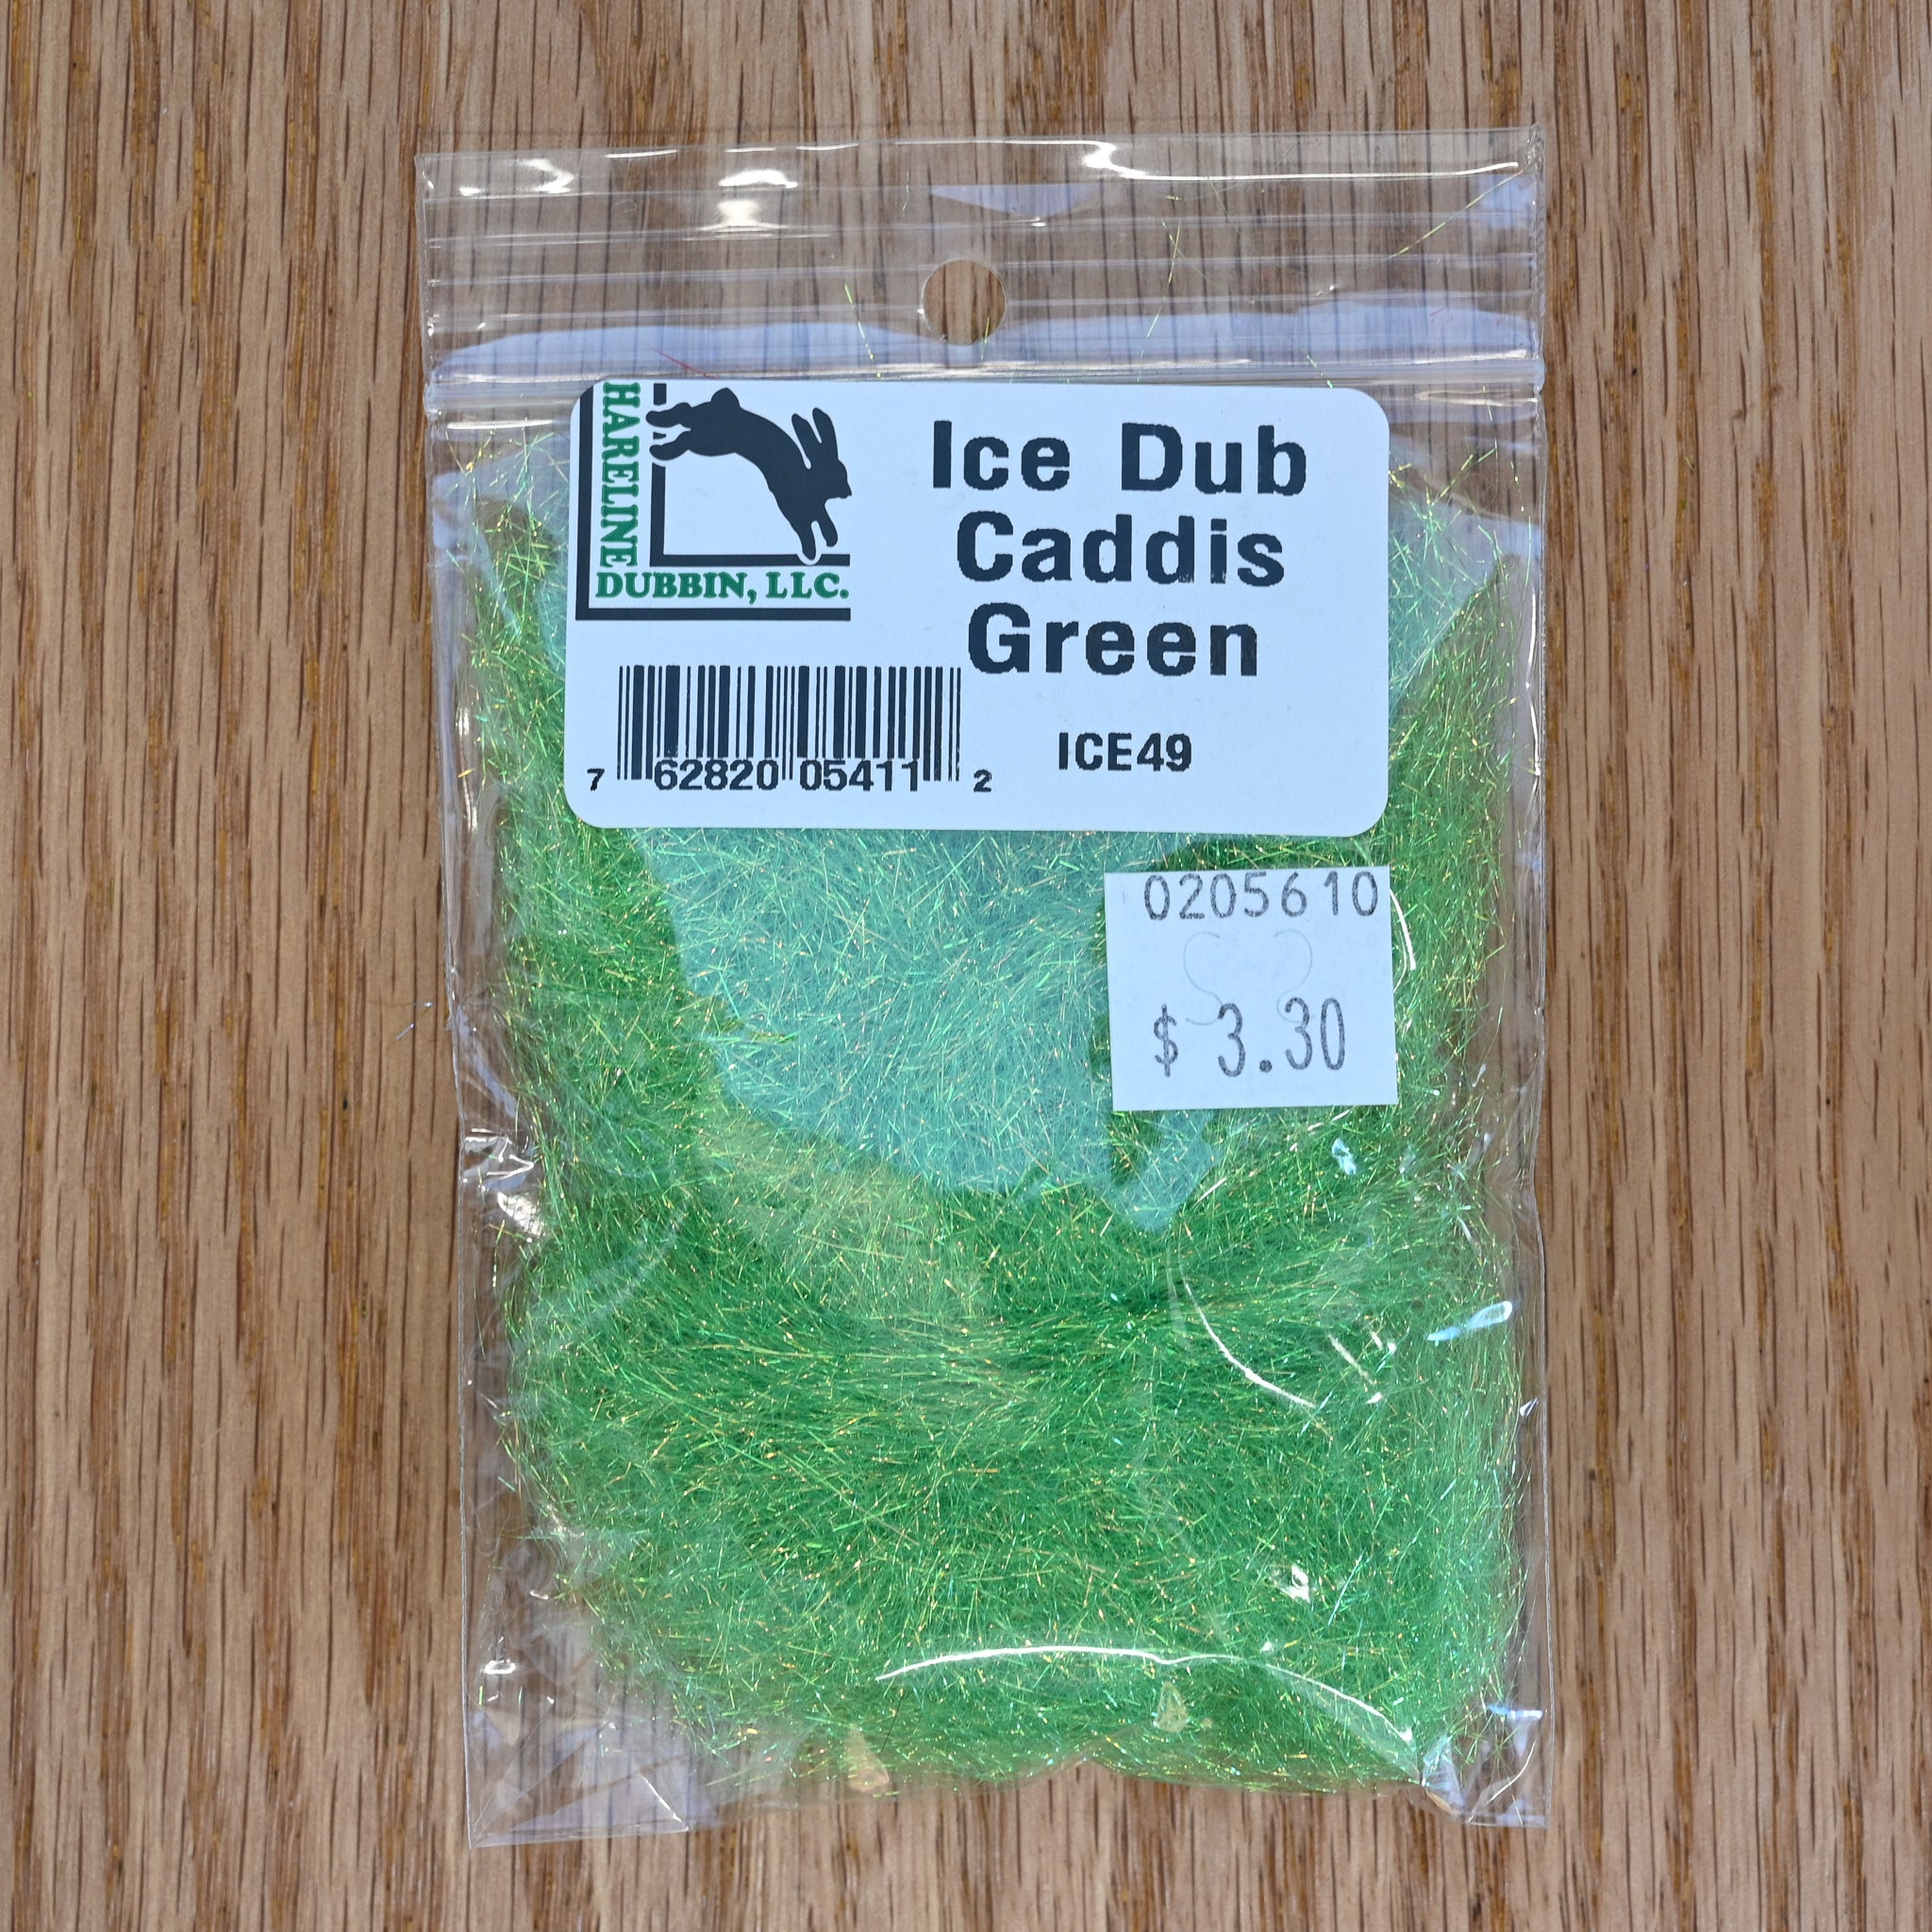 HARELINE
DUBBIN, LLC.
Ice Dub
Caddis
Green
ICE49
7 62820 05411 2
0205610
$ 3.30